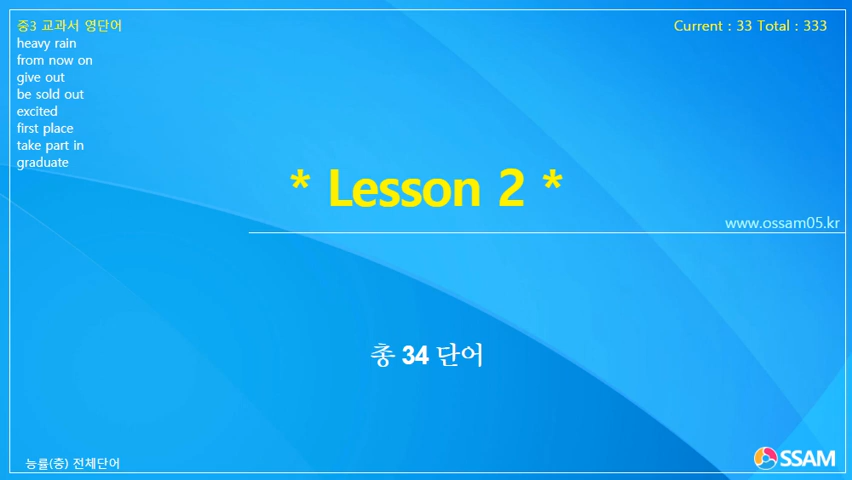 중3 교과서 영단어
Current : 33 Total : 333
heavy rain
from now on
give out
be sold out
excited
first place
take part in
graduate
* Lesson 2 *
www.ossam05.kr
총 34 단어
능률(중) 전체단어
OSSAM